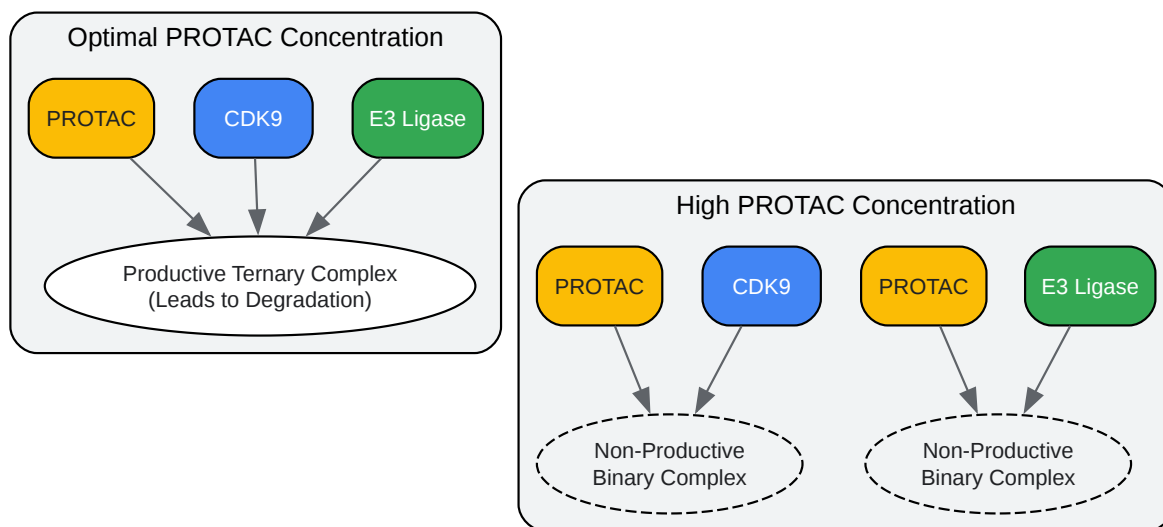 Optimal PROTAC Concentration
PROTAC
CDK9
E3 Ligase
Productive Ternary Complex
(Leads to Degradation)
High PROTAC Concentration
PROTAC
CDK9
PROTAC
E3 Ligase
Non-Productive
Binary Complex
Non-Productive
Binary Complex